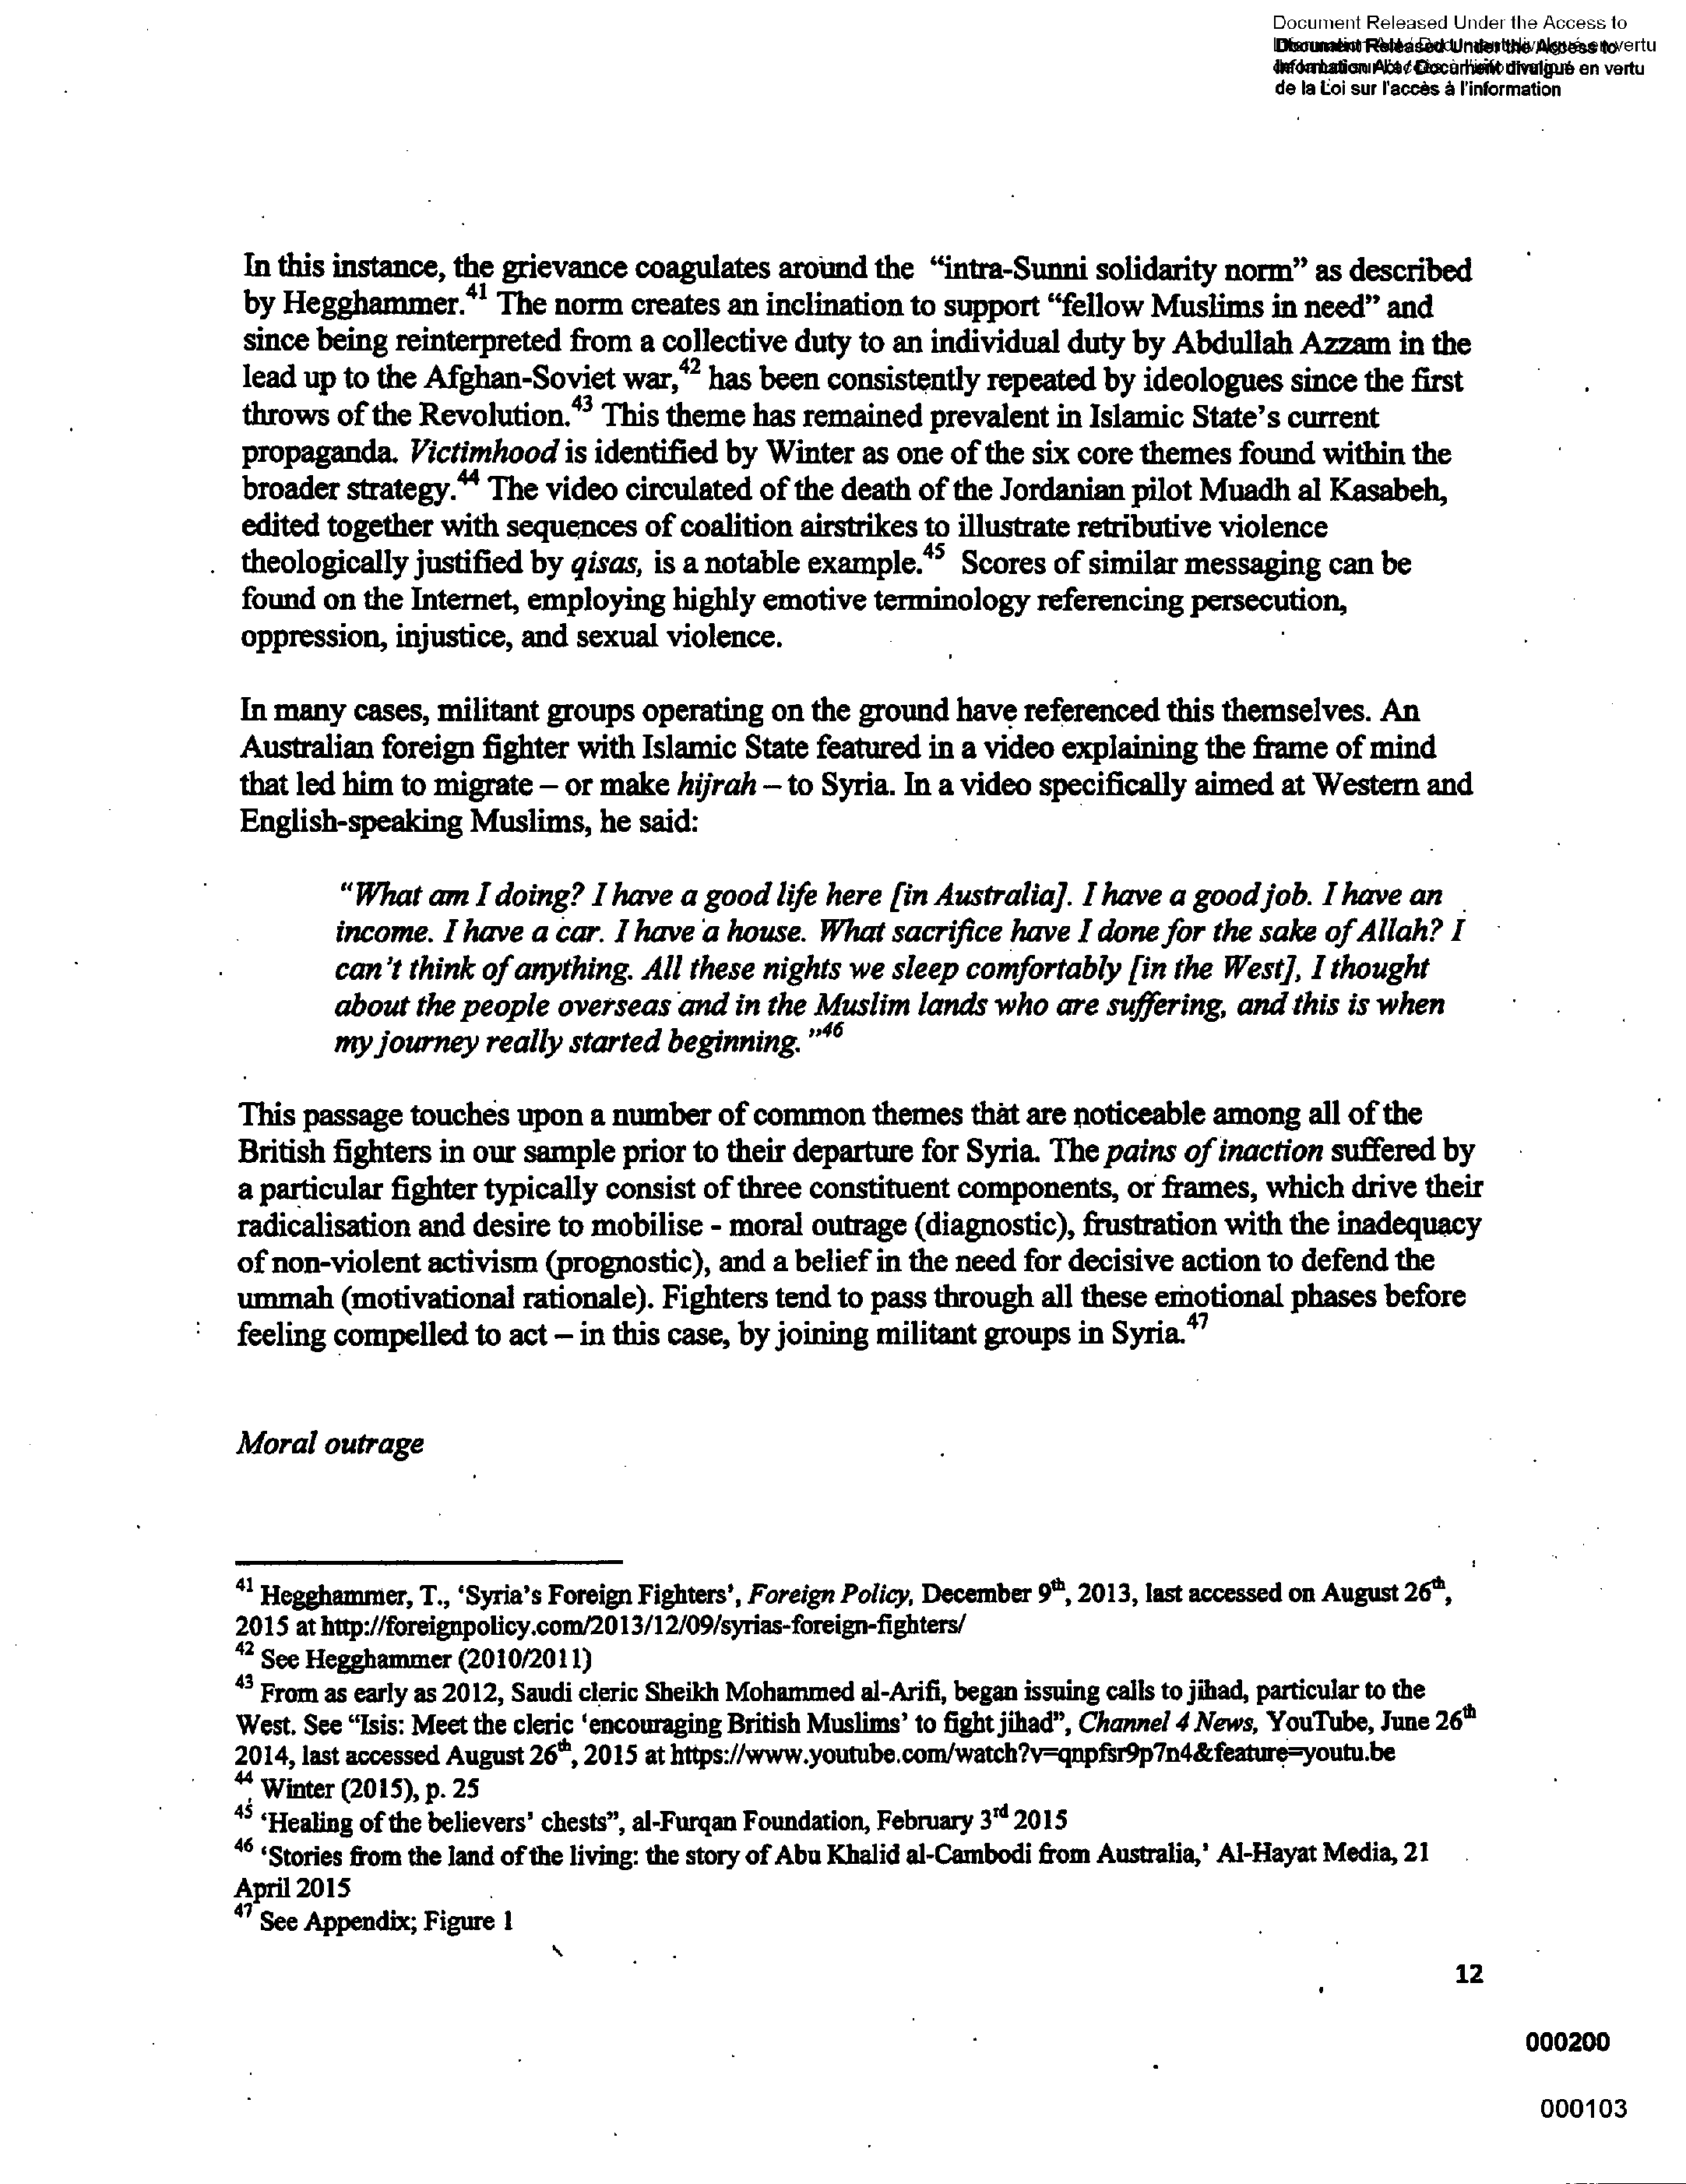 Document Released Under the Access to
Document Released Under the Access to vertu
Information Act / Document divulgué en vertu
de la Loi sur l'accès à l'information
In this instance, the grievance coagulates around the “intra-Sunni solidarity norm” as described
by Hegghammer.41 The norm creates an inclination to support “fellow Muslims in need” and
since being reinterpreted from a collective duty to an individual duty by Abdullah Azzam in the
lead up to the Afghan-Soviet war,42 has been consistently repeated by ideologues since the first
throws of the Revolution.43 This theme has remained prevalent in Islamic State’s current
propaganda. Victimhood is identified by Winter as one of the six core themes found within the
broader strategy.44 The video circulated of the death of the Jordanian pilot Muadh al Kasabeh,
edited together with sequences of coalition airstrikes to illustrate retributive violence
theologically justified by qisas, is a notable example.45 Scores of similar messaging can be
found on the Internet, employing highly emotive terminology referencing persecution,
oppression, injustice, and sexual violence.
In many cases, militant groups operating on the ground have referenced this themselves. An
Australian foreign fighter with Islamic State featured in a video explaining the frame of mind
that led him to migrate – or make hijrah – to Syria. In a video specifically aimed at Western and
English-speaking Muslims, he said:
“What am I doing? I have a good life here [in Australia]. I have a good job. I have an
income. I have a car. I have a house. What sacrifice have I done for the sake of Allah? I
can’t think of anything. All these nights we sleep comfortably [in the West], I thought
about the people overseas and in the Muslim lands who are suffering, and this is when
my journey really started beginning.”46
This passage touches upon a number of common themes that are noticeable among all of the
British fighters in our sample prior to their departure for Syria. The pains of inaction suffered by
a particular fighter typically consist of three constituent components, or frames, which drive their
radicalisation and desire to mobilise - moral outrage (diagnostic), frustration with the inadequacy
of non-violent activism (prognostic), and a belief in the need for decisive action to defend the
ummah (motivational rationale). Fighters tend to pass through all these emotional phases before
feeling compelled to act – in this case, by joining militant groups in Syria.47
Moral outrage
41 Hegghammer, T., ‘Syria’s Foreign Fighters’, Foreign Policy, December 9th, 2013, last accessed on August 26th,
2015 at http://foreignpolicy.com/2013/12/09/syrias-foreign-fighters/
42 See Hegghammer (2010/2011)
43 From as early as 2012, Saudi cleric Sheikh Mohammed al-Arifi, began issuing calls to jihad, particular to the
West. See “Isis: Meet the cleric ‘encouraging British Muslims’ to fight jihad”, Channel 4 News, YouTube, June 26th
2014, last accessed August 26th, 2015 at https://www.youtube.com/watch?v=qnpfsr9p7n4&feature=youtu.be
44 Winter (2015), p. 25
45 ‘Healing of the believers’ chests”, al-Furqan Foundation, February 3rd 2015
46 ‘Stories from the land of the living: the story of Abu Khalid al-Cambodi from Australia,’ Al-Hayat Media, 21
April 2015
47 See Appendix; Figure 1
12
000200
000103